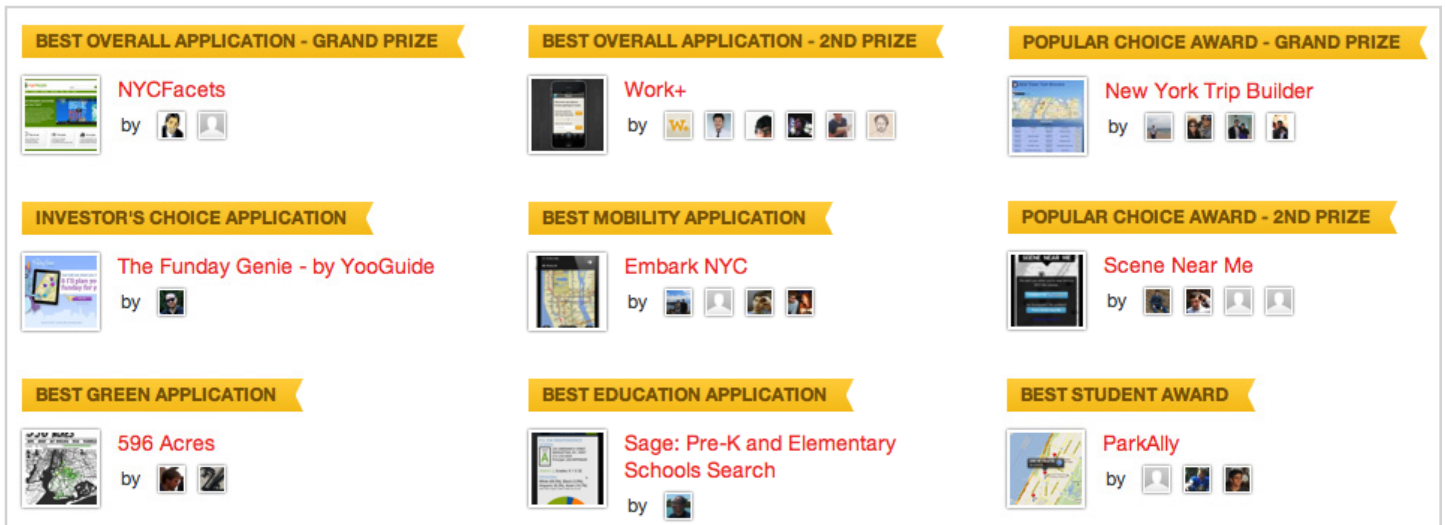 BEST OVERALL APPLICATION - GRAND PRIZE
NYCFacets
by
BEST OVERALL APPLICATION - 2ND PRIZE
Work+
by
W.
POPULAR CHOICE AWARD - GRAND PRIZE
New York Trip Builder
by
INVESTOR'S CHOICE APPLICATION
The Funday Genie - by YooGuide
by
BEST MOBILITY APPLICATION
Embark NYC
by
POPULAR CHOICE AWARD - 2ND PRIZE
Scene Near Me
SCENE NEAR ME
by
BEST GREEN APPLICATION
596 Acres
by
BEST EDUCATION APPLICATION
Sage: Pre-K and Elementary
Schools Search
by
BEST STUDENT AWARD
ParkAlly
by